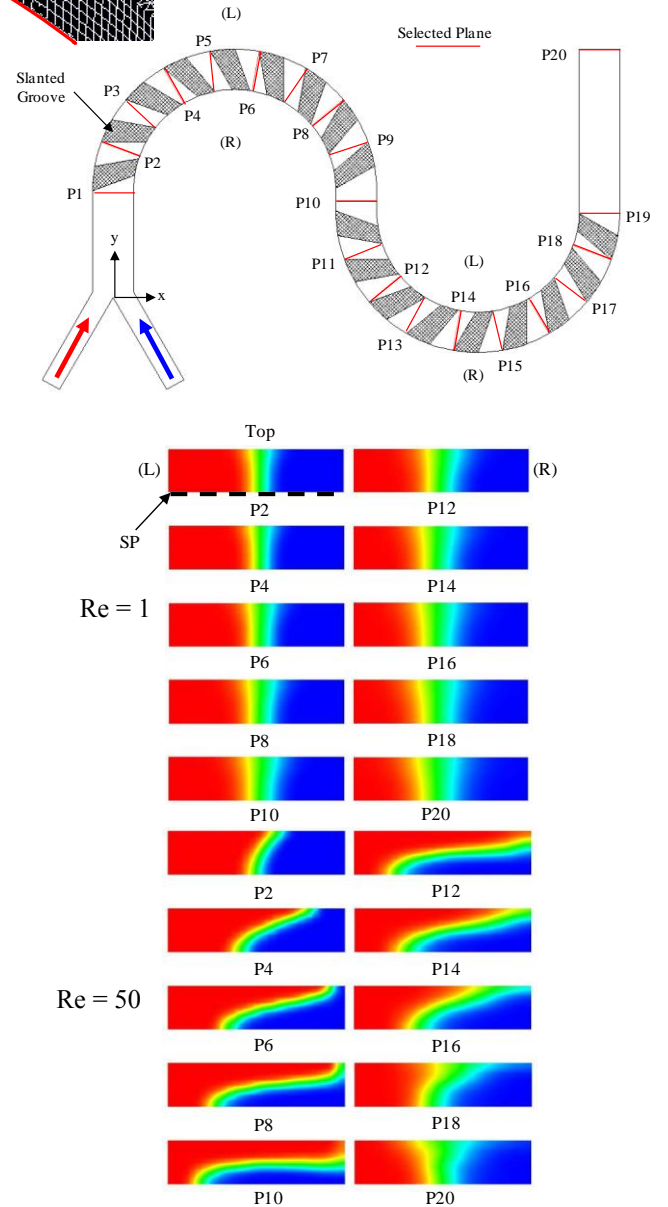 (L)
P5
Selected Plane
P20
P7
P3
Slanted
Groove
P4
P6
P8
P9
(R)
P2
P1
P10
P19
P18
y
(L)
P11
P12
P16
x
P14
P17
P13
P15
(R)
Top
(L)
(R)
P2
P12
SP
P4
P14
Re = 1
P6
P16
P8
P18
P10
P20
P2
P12
P4
P14
Re = 50
P6
P16
P8
P18
P10
P20